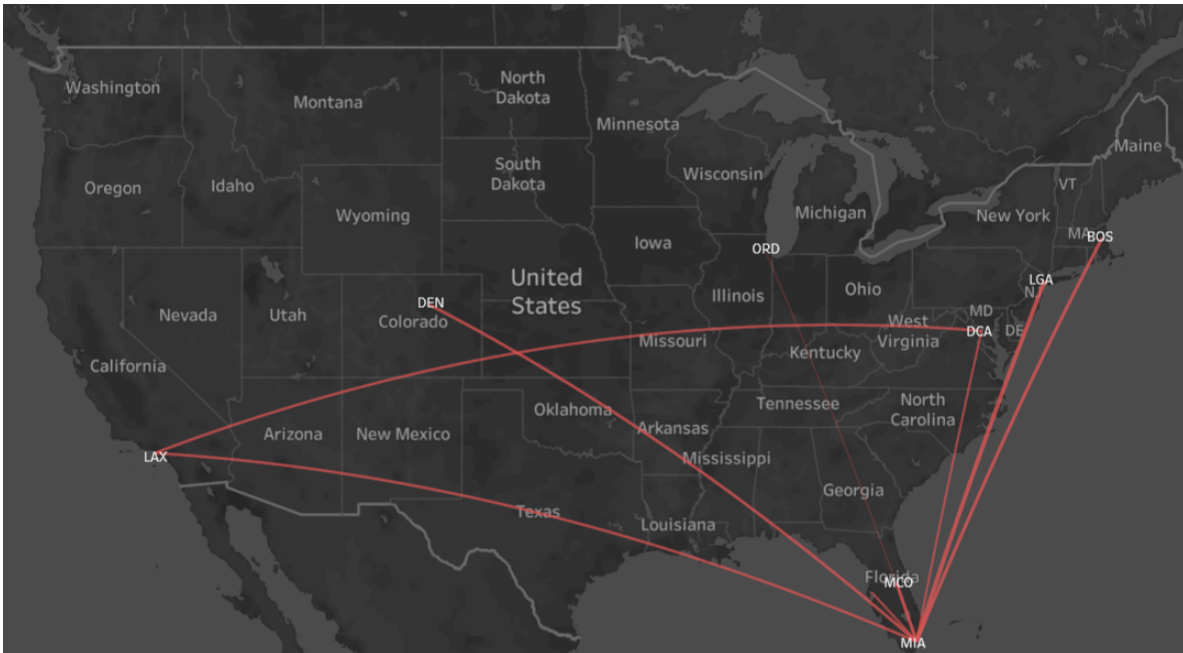 Washington
Montana
North
Dakota
Minnesota
Maine
Oregon
Idaho
South
Dakota
Wisconsin
VT
Wyoming
Michigan
New York
Iowa
MA
BOS
ORD
United
States
Illinois
Ohio
LGA
NJ
DEN
Colorado
Nevada
Utah
MD
West
Virginia
DCA
DE
Missouri
Kentucky
California
Tennessee
North
Carolina
Oklahoma
Arizona
New Mexico
Arkansas
LAX
Mississippi
Georgia
Texas
Louisiana
Florida
MCO
MIA